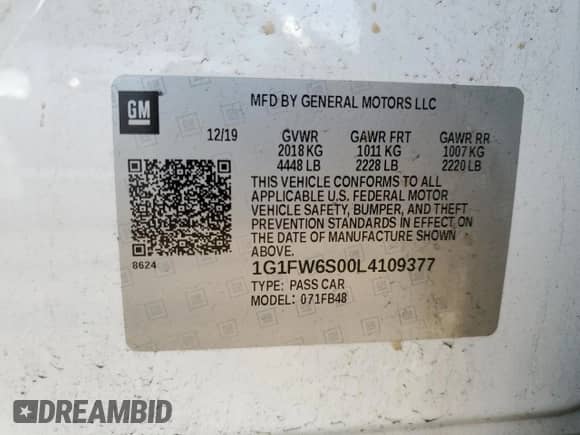 GM
MFD BY GENERAL MOTORS LLC
12/19 GVWR GAWR FRT GAWR RR
2018 KG 1011 KG 1007 KG
4448 LB 2228 LB 2220 LB
THIS VEHICLE CONFORMS TO ALL
APPLICABLE U.S. FEDERAL MOTOR
VEHICLE SAFETY, BUMPER, AND THEFT
PREVENTION STANDARDS IN EFFECT ON
THE DATE OF MANUFACTURE SHOWN
ABOVE.
8624
1G1FW6S00L4109377
TYPE: PASS CAR
MODEL: 071FB48
DREAMBID